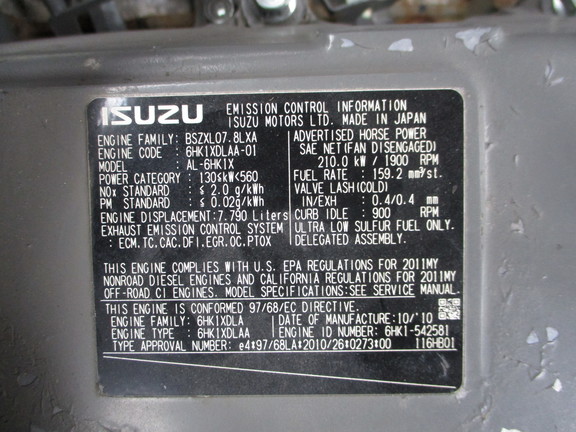 ISUZU EMISSION CONTROL INFORMATION
ISUZU MOTORS LTD. MADE IN JAPAN
ENGINE FAMILY: BSZXL07.8LXA
ENGINE CODE : 6HK1XDLAA-01
MODEL : AL-6HK1X
POWER CATEGORY : 130≤kW≤560
NOx STANDARD : ≤ 2.0 g/kWh
PM STANDARD : ≤ 0.02g/kWh
ENGINE DISPLACEMENT:7.790 Liters
EXHAUST EMISSION CONTROL SYSTEM
: ECM.TC.CAC.DFI.EGR.OC.PTOX
ADVERTISED HORSE POWER
SAE NET(FAN DISENGAGED)
210.0 kW / 1900 RPM
FUEL RATE : 159.2 mm³/st.
VALVE LASH(COLD)
IN/EXH : 0.4/0.4 mm
CURB IDLE : 900 RPM
ULTRA LOW SULFUR FUEL ONLY.
DELEGATED ASSEMBLY.
THIS ENGINE COMPLIES WITH U.S. EPA REGULATIONS FOR 2011MY
NONROAD DIESEL ENGINES AND CALIFORNIA REGULATIONS FOR 2011MY
OFF-ROAD CI ENGINES. MODEL SPECIFICATIONS:SEE SERVICE MANUAL.
THIS ENGINE IS CONFORMED 97/68/EC DIRECTIVE.
ENGINE FAMILY : 6HK1XDLA DATE OF MANUFACTURE: 10/'10
ENGINE TYPE : 6HK1XDLAA ENGINE ID NUMBER : 6HK1-542581
TYPE APPROVAL NUMBER: e4*97/68LA*2010/26*0273*00 116HB01